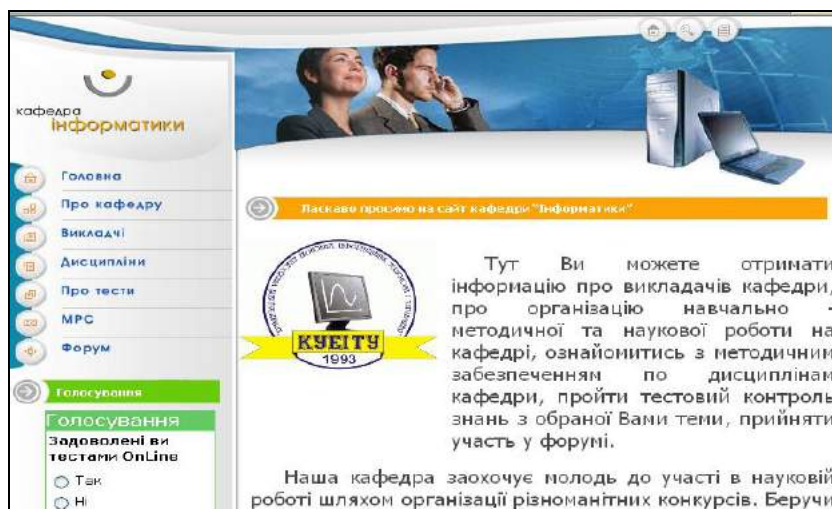 кафедра
інформатики
Головна
Про кафедру
Викладчі
Дисципліни
Про тести
МРС
Форум
Голосування
Голосування
Задоволені ви
тестами OnLine
Так
Ні
Ласкаво просимо на сайт кафедри "Інформатики"
КУЕІТУ
1993
Тут Ви можете отримати
інформацію про викладачів кафедри,
про організацію навчально -
методичної та наукової роботи на
кафедрі, ознайомитись з методичним
забезпеченням по дисциплінам
кафедри, пройти тестовий контроль
знань з обраної Вами теми, прийняти
участь у форумі.
Наша кафедра заохочує молодь до участі в науковій
роботі шляхом організації різноманітних конкурсів. Беручи